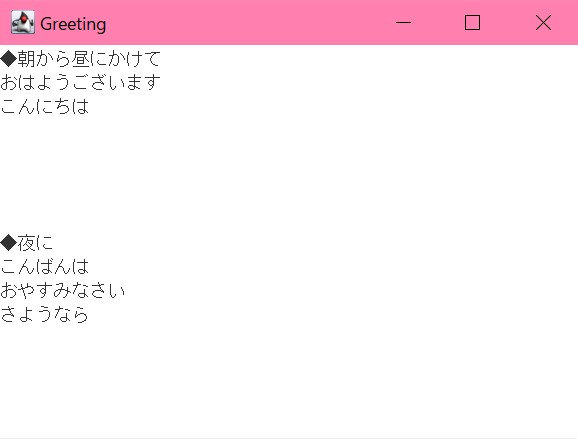 Greeting
◆朝から昼にかけて
おはようございます
こんにちは
◆夜に
こんばんは
おやすみなさい
さようなら